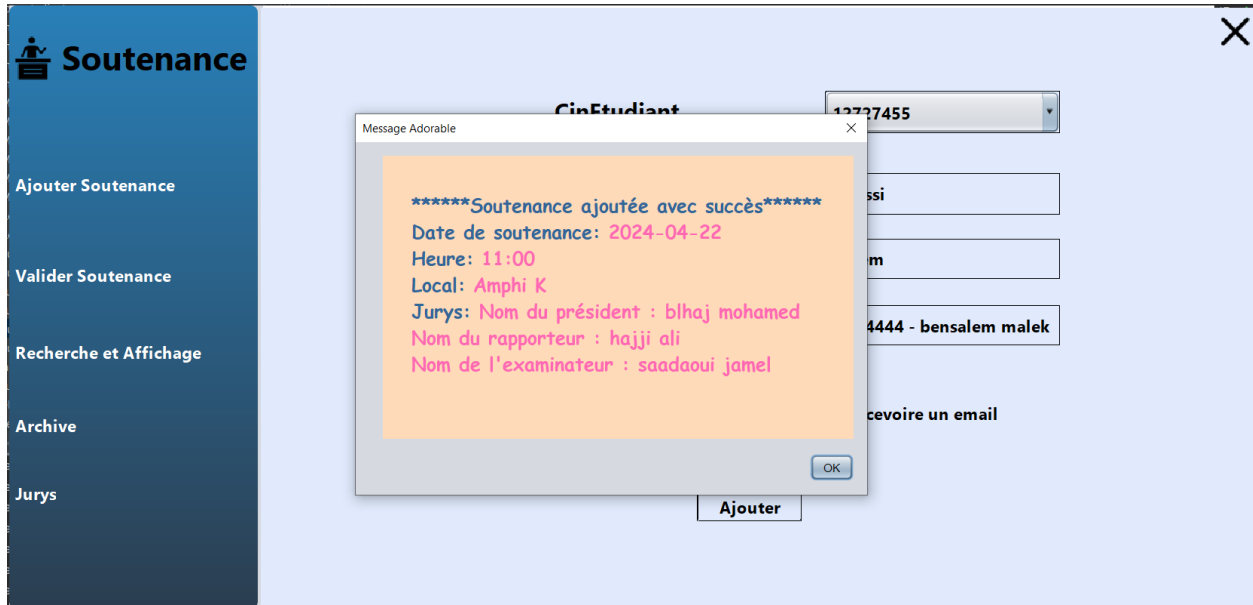 Soutenance
CinEtudiant
12727455
Message Adorable
Ajouter Soutenance
******Soutenance ajoutée avec succès******
Date de soutenance: 2024-04-22
Heure: 11:00
Local: Amphi K
Jurys: Nom du président : blhaj mohamed
Nom du rapporteur : hajji ali
Nom de l'examinateur : saadaoui jamel
Valider Soutenance
4444 - bensalem malek
Recherche et Affichage
cevoire un email
Archive
OK
Jurys
Ajouter